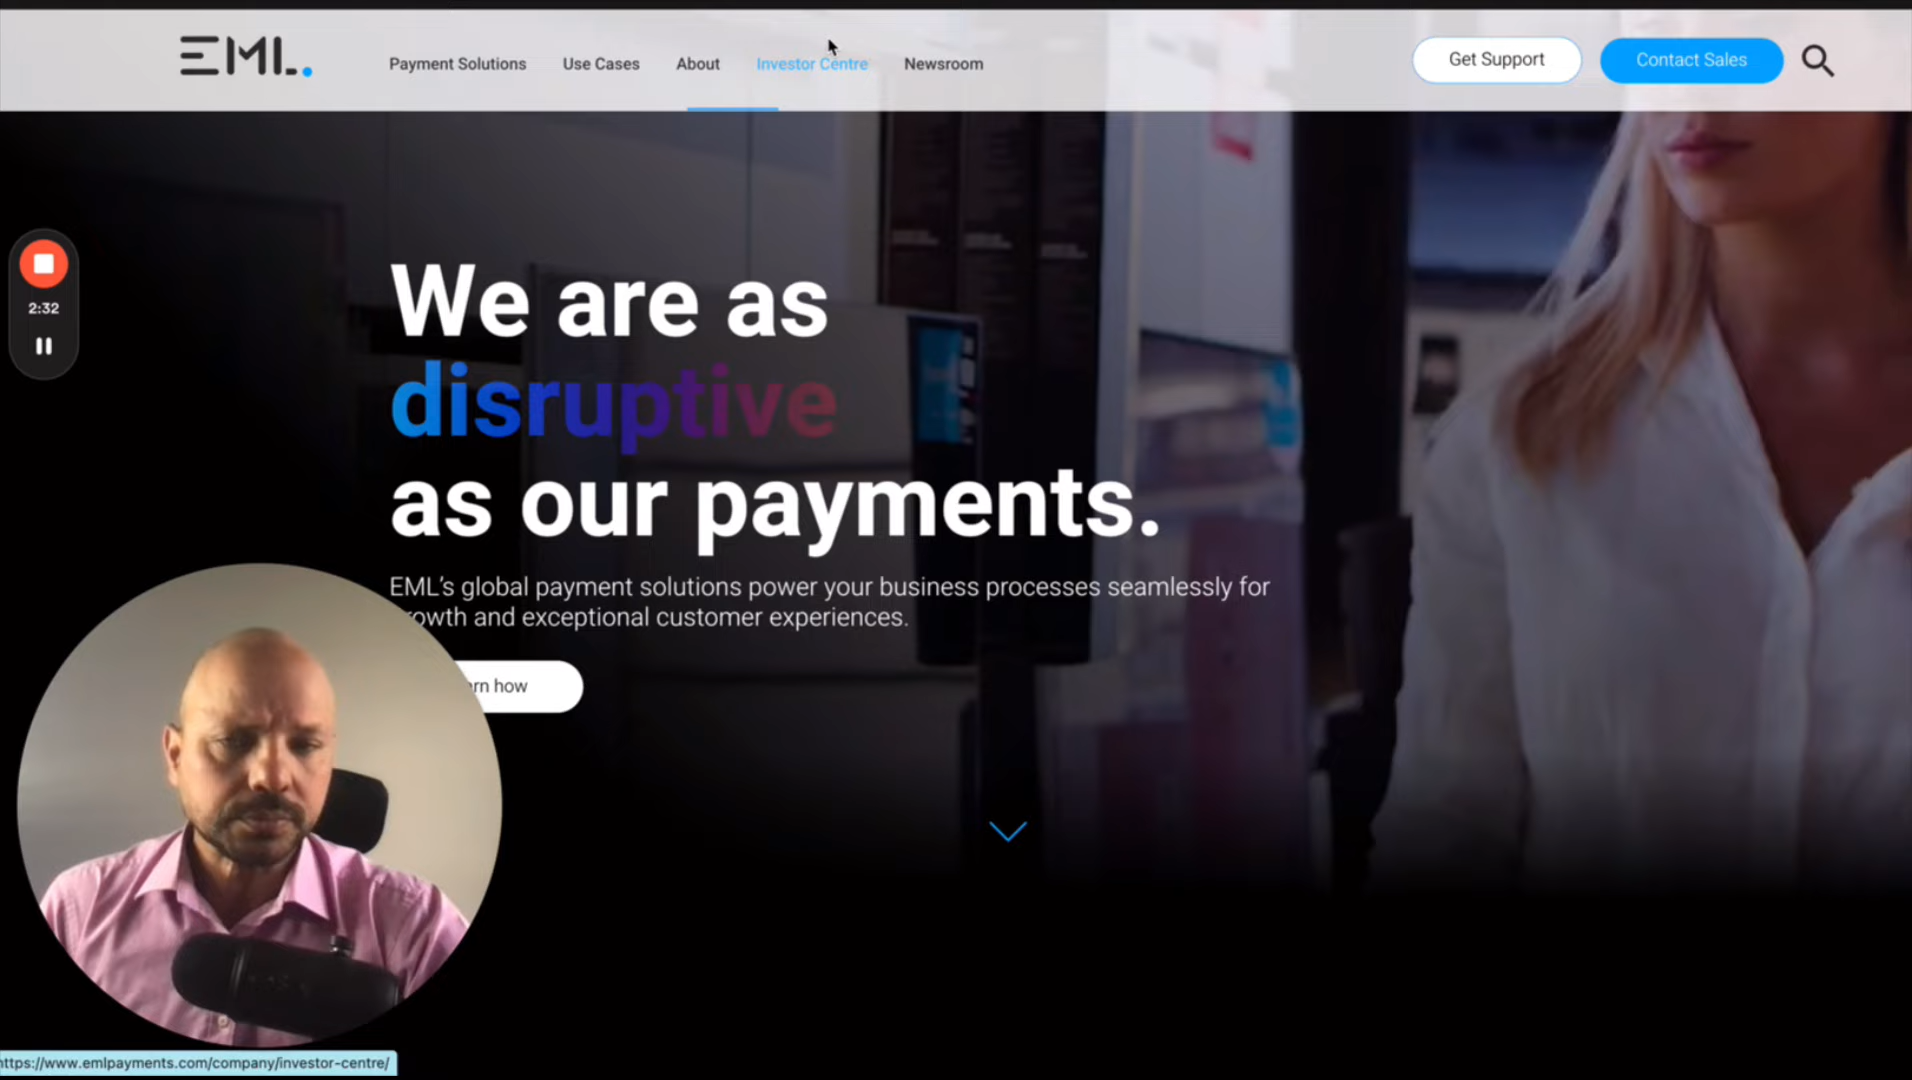 EML.
Payment Solutions
Use Cases
About
Investor Centre
Newsroom
Get Support
Contact Sales
2:32
We are as
disruptive
as our payments.
EML's global payment solutions power your business processes seamlessly for
owth and exceptional customer experiences.
rn how
ttps://www.emlpayments.com/company/investor-centre/